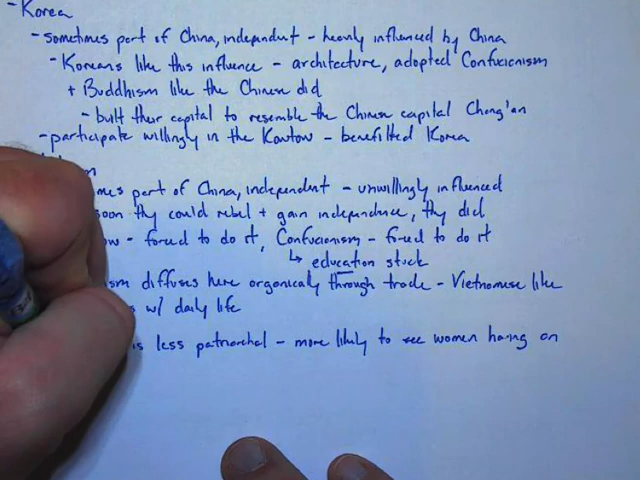 - Korea
- sometimes part of China, independent - heavily influenced by China
- Koreans like this influence - architecture, adopted Confucianism
+ Buddhism like the Chinese did
- built their capital to resemble the Chinese capital Chang'an
- participate willingly in the Kowtow - benefitted Korea
part of China, independent - unwillingly influenced
soon thy could rebel + gain independence, thy did
- forced to do it, Confucianism - forced to do it
↳ education stuck
diffuses here organically through trade - Vietnamese like
w/ daily life
is less patriarchal - more likely to see women having an